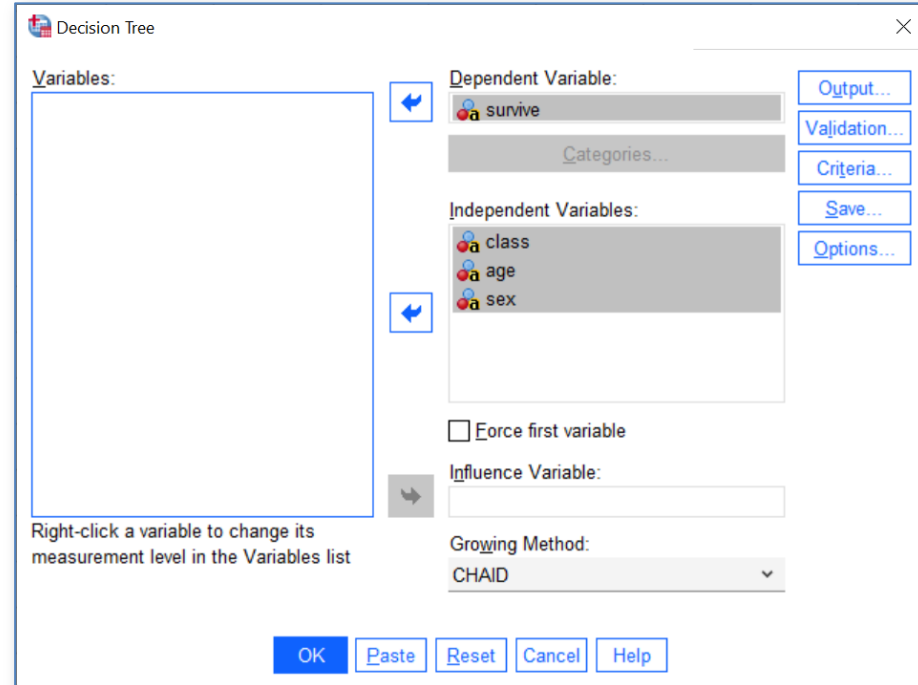 Decision Tree
Variables:
Dependent Variable:
survive
Categories...
Independent Variables:
class
age
sex
Force first variable
Influence Variable:
Growing Method:
CHAID
Right-click a variable to change its
measurement level in the Variables list
Output...
Validation...
Criteria...
Save...
Options...
OK
Paste
Reset
Cancel
Help